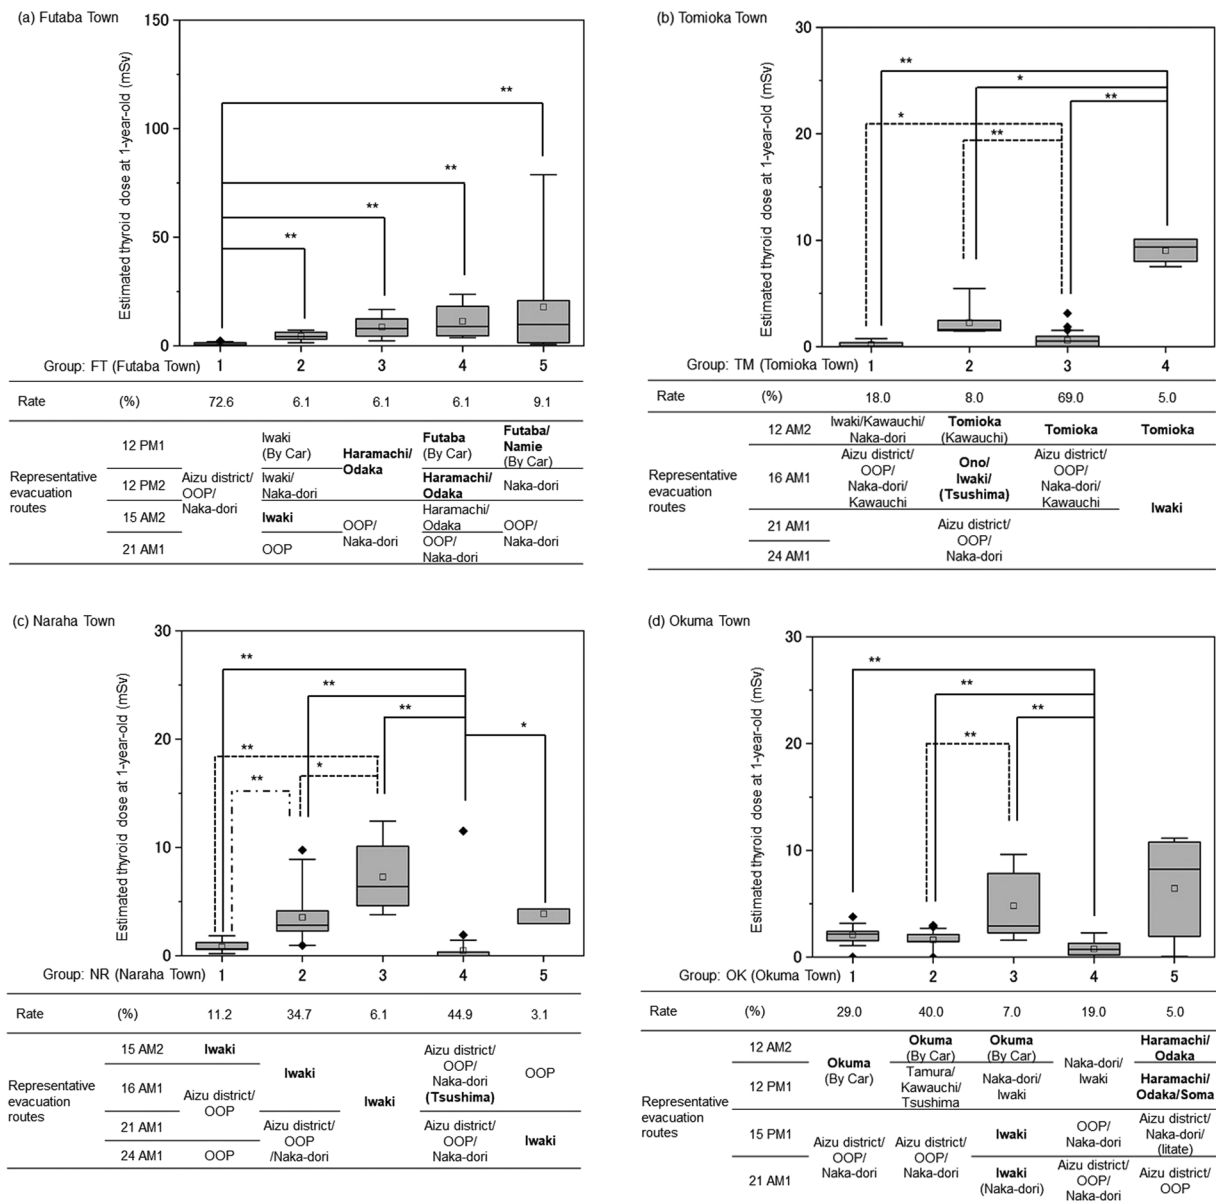 (a) Futaba Town
Estimated thyroid dose at 1-year-old (mSv)
150
100
50
0
**
**
**
**
Group: FT (Futaba Town) 1 2 3 4 5
Rate (%) 72.6 6.1 6.1 6.1 9.1
Representative evacuation routes
12 PM1
12 PM2
15 AM2
21 AM1
Aizu district/
OOP/
Naka-dori
Iwaki
(By Car)
Iwaki/
Naka-dori
Iwaki
OOP
Haramachi/
Odaka
OOP/
Naka-dori
Futaba
(By Car)
Haramachi/
Odaka
Haramachi/
Odaka
OOP/
Naka-dori
Futaba/
Namie
(By Car)
Naka-dori
OOP/
Naka-dori
(b) Tomioka Town
Estimated thyroid dose at 1-year-old (mSv)
30
20
10
0
**
*
**
*
**
Group: TM (Tomioka Town) 1 2 3 4
Rate (%) 18.0 8.0 69.0 5.0
Representative
evacuation
routes
12 AM2
16 AM1
21 AM1
24 AM1
Iwaki/Kawauchi/
Naka-dori
Aizu district/
OOP/
Naka-dori/
Kawauchi
Tomioka
(Kawauchi)
Ono/
Iwaki/
(Tsushima)
Aizu district/
OOP/
Naka-dori
Tomioka
Aizu district/
OOP/
Naka-dori/
Kawauchi
Tomioka
Iwaki
(c) Naraha Town
Estimated thyroid dose at 1-year-old (mSv)
30
20
10
0
**
**
**
*
**
*
**
Group: NR (Naraha Town) 1 2 3 4 5
Rate (%) 11.2 34.7 6.1 44.9 3.1
Representative
evacuation
routes
15 AM2
16 AM1
21 AM1
24 AM1
Iwaki
Aizu district/
OOP
OOP
Iwaki
Aizu district/
OOP
/Naka-dori
Iwaki
Aizu district/
OOP/
Naka-dori
(Tsushima)
Aizu district/
OOP/
Naka-dori
OOP
Iwaki
(d) Okuma Town
Estimated thyroid dose at 1-year-old (mSv)
30
20
10
0
**
**
**
**
Group: OK (Okuma Town) 1 2 3 4 5
Rate (%) 29.0 40.0 7.0 19.0 5.0
Representative
evacuation
routes
12 AM2
12 PM1
15 PM1
21 AM1
Okuma
(By Car)
Aizu district/
OOP/
Naka-dori
Okuma
(By Car)
Tamura/
Kawauchi/
Tsushima
Aizu district/
OOP/
Naka-dori
Okuma
(By Car)
Naka-dori/
Iwaki
Iwaki
Iwaki
(Naka-dori)
Naka-dori/
Iwaki
OOP/
Naka-dori
Aizu district/
OOP/
Naka-dori
Haramachi/
Odaka
Haramachi/
Odaka/Soma
Aizu district/
Naka-dori/
(Iitate)
Aizu district/
OOP